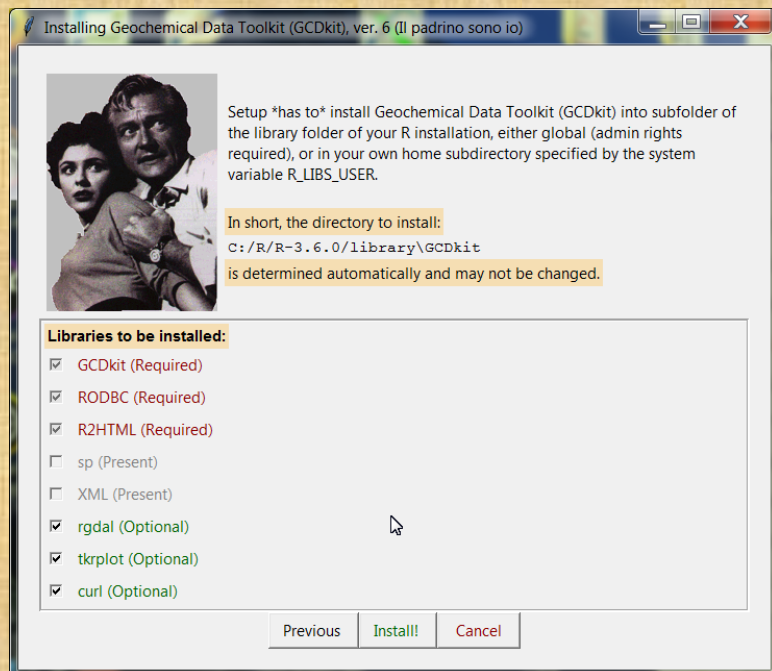 Installing Geochemical Data Toolkit (GCDkit), ver. 6 (Il padrino sono io)
Setup *has to* install Geochemical Data Toolkit (GCDkit) into subfolder of
the library folder of your R installation, either global (admin rights
required), or in your own home subdirectory specified by the system
variable R_LIBS_USER.
In short, the directory to install:
C:/R/R-3.6.0/library\GCDkit
is determined automatically and may not be changed.
Libraries to be installed:
GCDkit (Required)
RODBC (Required)
R2HTML (Required)
sp (Present)
XML (Present)
rgdal (Optional)
tkrplot (Optional)
curl (Optional)
Previous
Install!
Cancel